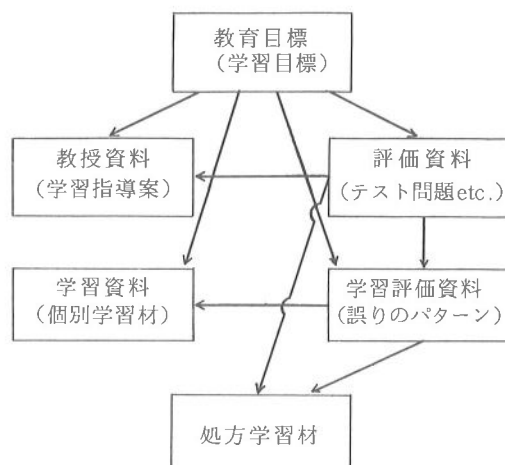 教育目標
(学習目標)
教授資料
(学習指導案)
評価資料
(テスト問題etc.)
学習資料
(個別学習材)
学習評価資料
(誤りのパターン)
処方学習材